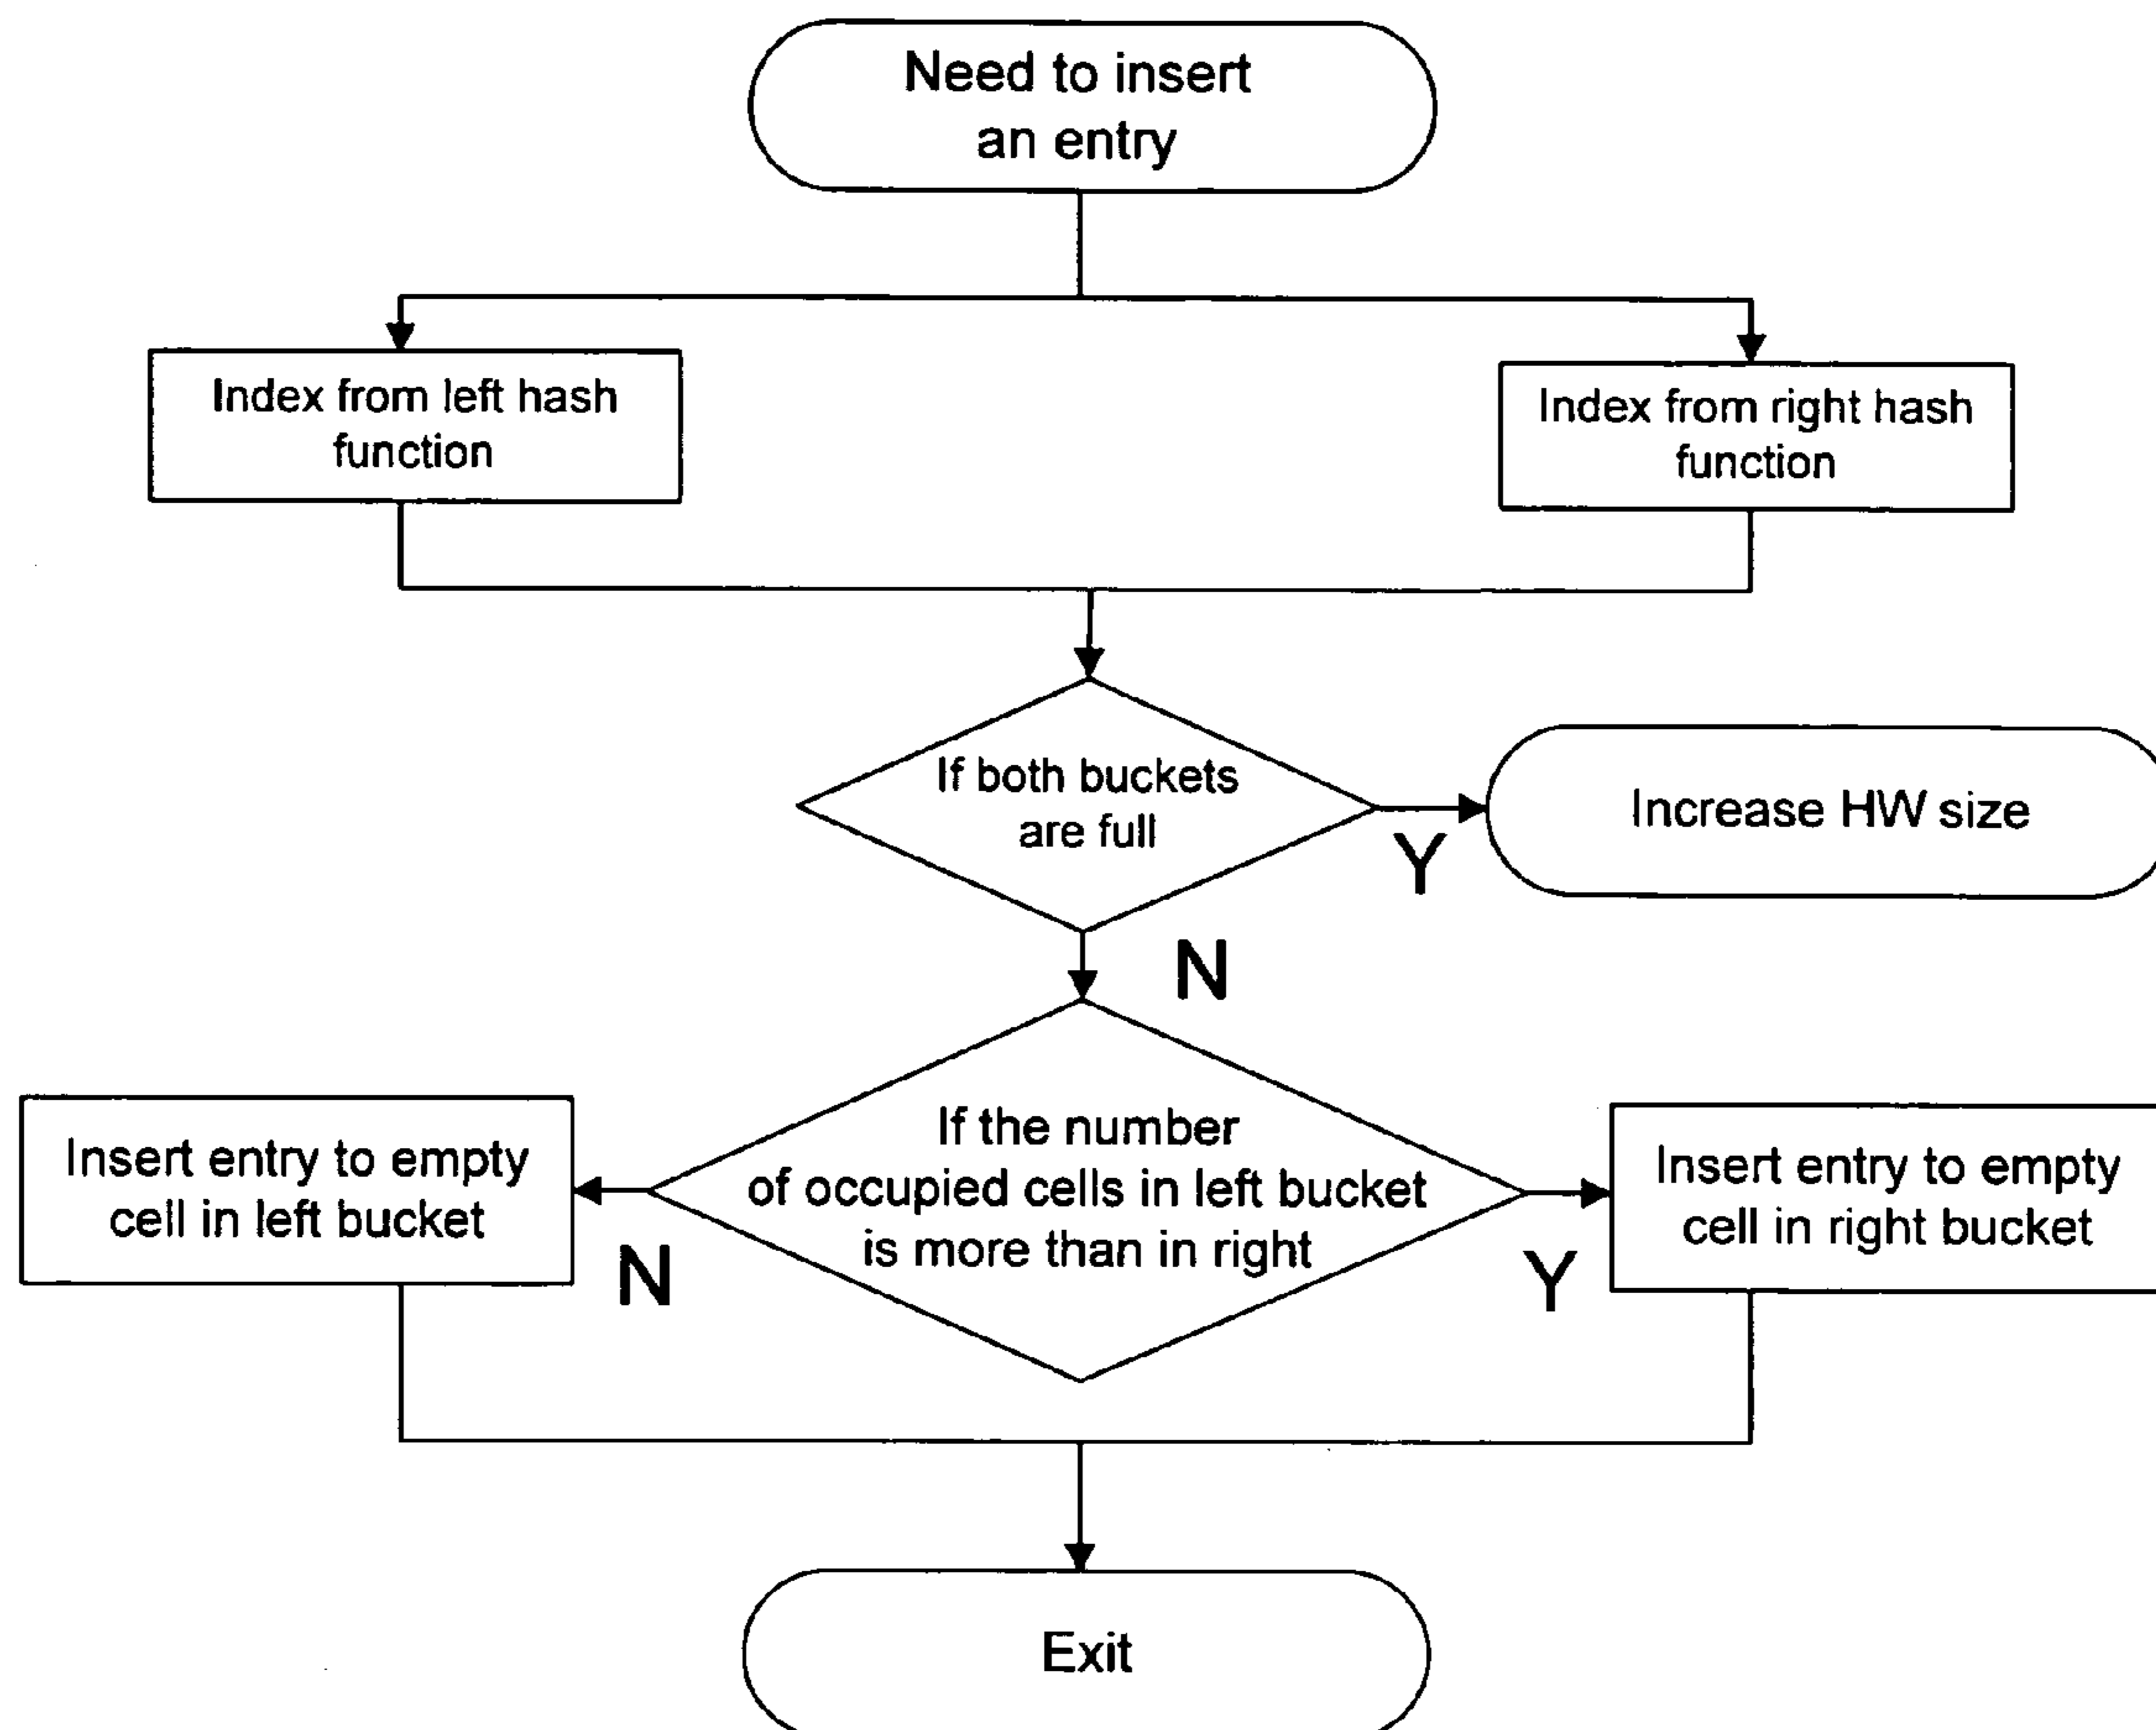 Need to insert
an entry
Index from left hash
function
Index from right hash
function
If both buckets
are full
Y
Increase HW size
N
If the number
of occupied cells in left bucket
is more than in right
Insert entry to empty
cell in left bucket
N
Y
Insert entry to empty
cell in right bucket
Exit